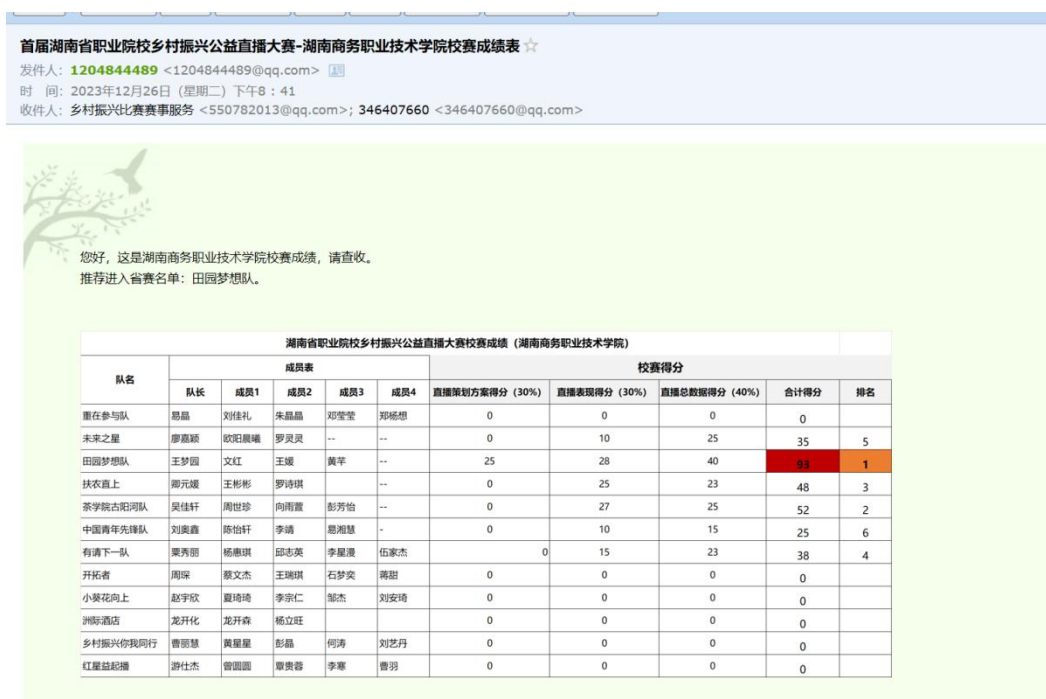 首届湖南省职业院校乡村振兴公益直播大赛-湖南商务职业技术学院校赛成绩表
发件人：1204844489 <1204844489@qq.com>
时 间：2023年12月26日（星期二）下午8：41
收件人：乡村振兴比赛赛事服务 <550782013@qq.com>；346407660 <346407660@qq.com>
您好，这是湖南商务职业技术学院校赛成绩，请查收。
推荐进入省赛名单：田园梦想队。
湖南省职业院校乡村振兴公益直播大赛校赛成绩（湖南商务职业技术学院）
队名 成员表 校赛得分
队长 成员1 成员2 成员3 成员4 直播策划方案得分（30%） 直播表现得分（30%） 直播总数据得分（40%） 合计得分 排名
重在参与队 易晶 刘佳礼 朱晶晶 邓莹莹 郑杨想 0 0 0 0
未来之星 廖嘉颖 欧阳晨曦 罗灵灵 -- -- 0 10 25 35 5
田园梦想队 王梦园 文红 王媛 黄芊 -- 25 28 40 93 1
扶农直上 卿元媛 王彬彬 罗诗琪 -- 0 25 23 48 3
茶学院古阳河队 吴佳轩 周世珍 向雨萱 彭芳怡 -- 0 27 25 52 2
中国青年先锋队 刘奥鑫 陈怡轩 李靖 易湘慧 - 0 10 15 25 6
有请下一队 粟秀丽 杨惠琪 邱志英 李星漫 伍家杰 0 15 23 38 4
开拓者 周琛 蔡文杰 王瑞琪 石梦奕 蒋甜 0 0 0 0
小葵花向上 赵宇欣 夏琦琦 李宗仁 邹杰 刘安琦 0 0 0 0
洲际酒店 龙开化 龙开森 杨立旺 0 0 0 0
乡村振兴你我同行 曹丽慧 黄星星 彭晶 何涛 刘艺丹 0 0 0 0
红星益起播 游仕杰 曾圆圆 覃贵蓉 李寒 曹羽 0 0 0 0